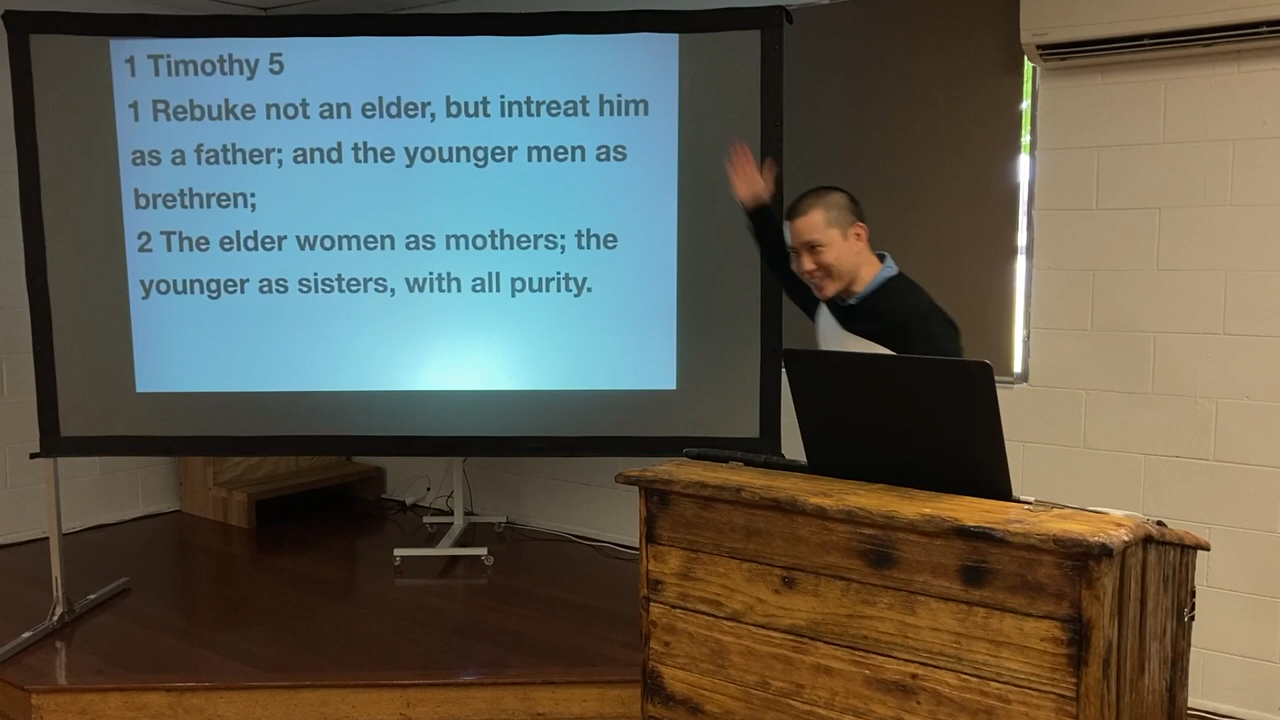 1 Timothy 5
1 Rebuke not an elder, but intreat him
as a father; and the younger men as
brethren;
2 The elder women as mothers; the
younger as sisters, with all purity.